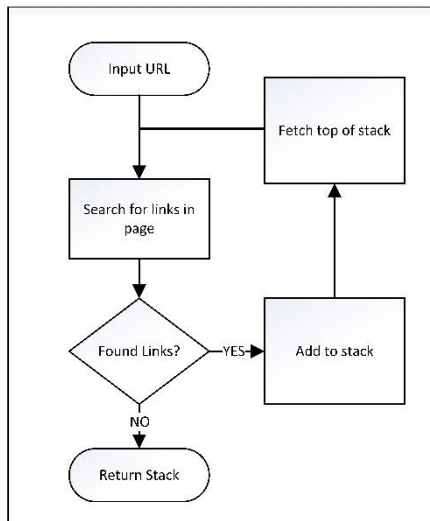 Input URL
Fetch top of stack
Search for links in
page
Found Links?
YES
Add to stack
NO
Return Stack